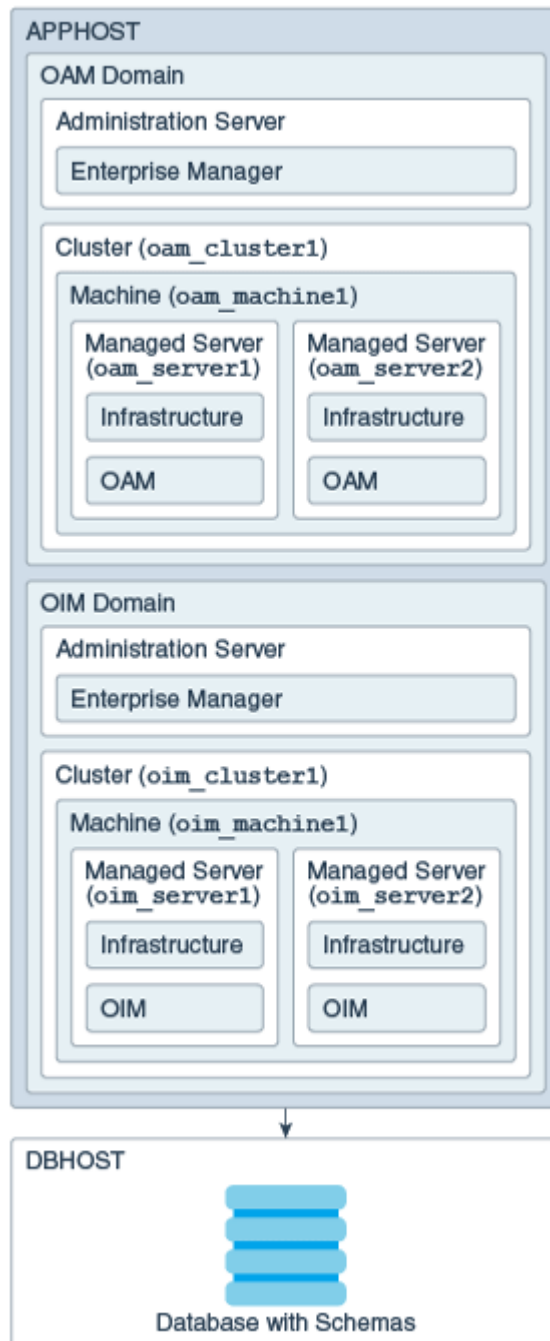 APPHOST
OAM Domain
Administration Server
Enterprise Manager
Cluster (oam_cluster1)
Machine (oam_machine1)
Managed Server
(oam_server1)
Infrastructure
OAM
Managed Server
(oam_server2)
Infrastructure
OAM
OIM Domain
Administration Server
Enterprise Manager
Cluster (oim_cluster1)
Machine (oim_machine1)
Managed Server
(oim_server1)
Infrastructure
OIM
Managed Server
(oim_server2)
Infrastructure
OIM
DBHOST
Database with Schemas